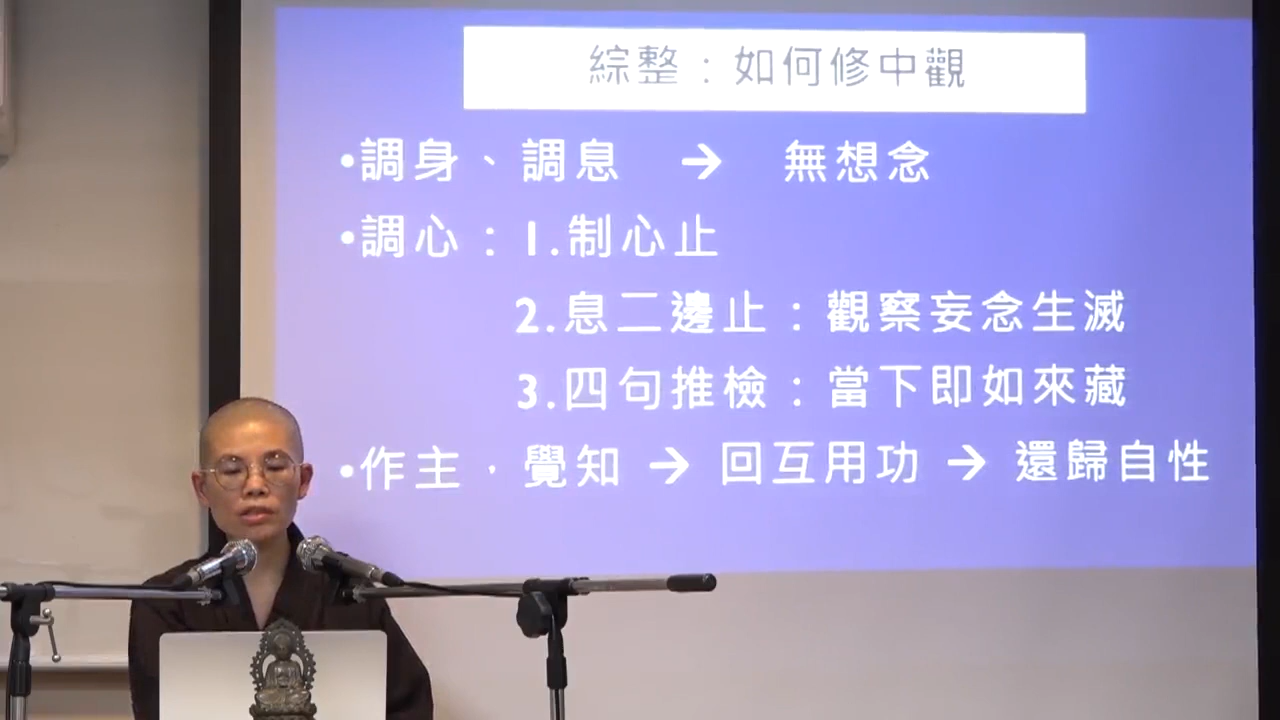 綜整：如何修中觀
•調身、調息 → 無想念
•調心：1.制心止
2.息二邊止：觀察妄念生滅
3.四句推檢：當下即如來藏
•作主，覺知 → 回互用功 → 還歸自性